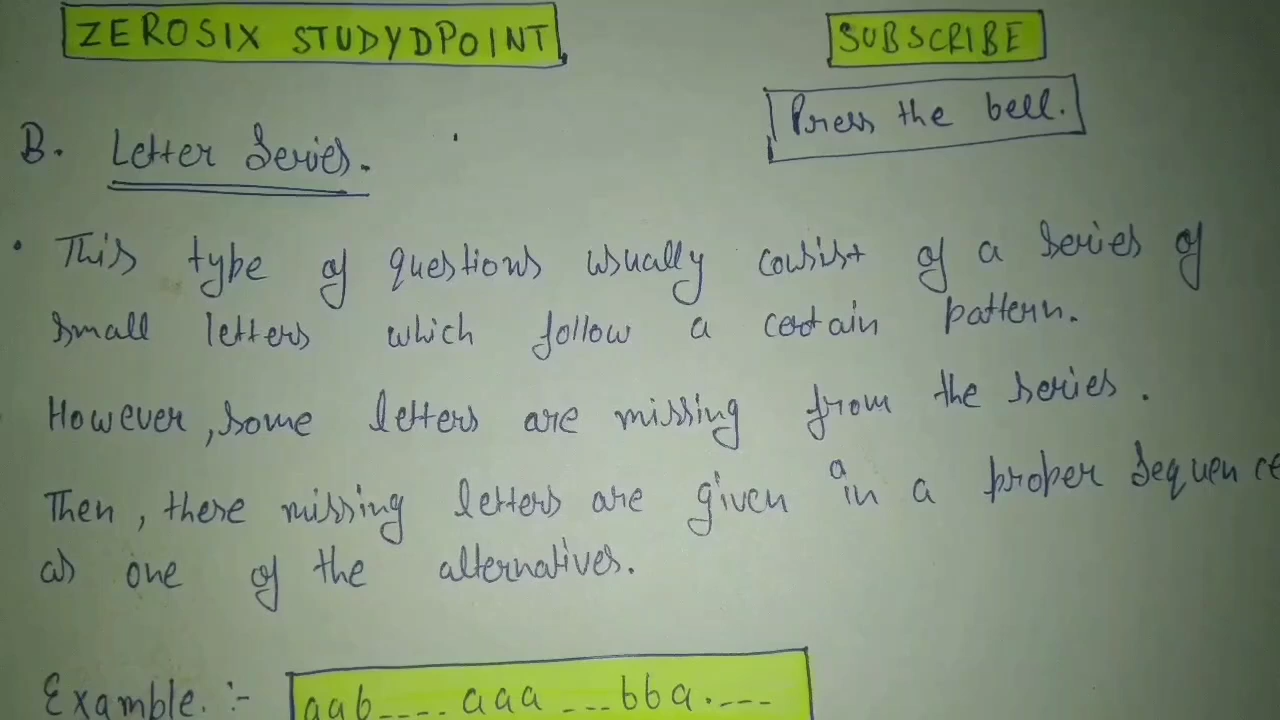 ZEROSIX STUDYDPOINT
SUBSCRIBE
Press the bell.
B. Letter Series.
• This type of questions usually cosist of a series of
small letters which follow a certain pattern.
However, some letters are missing from the series.
Then, these missing letters are given a in a proper sequence
as one of the alternatives.
Example. :- aab---- aaa ---bba.---